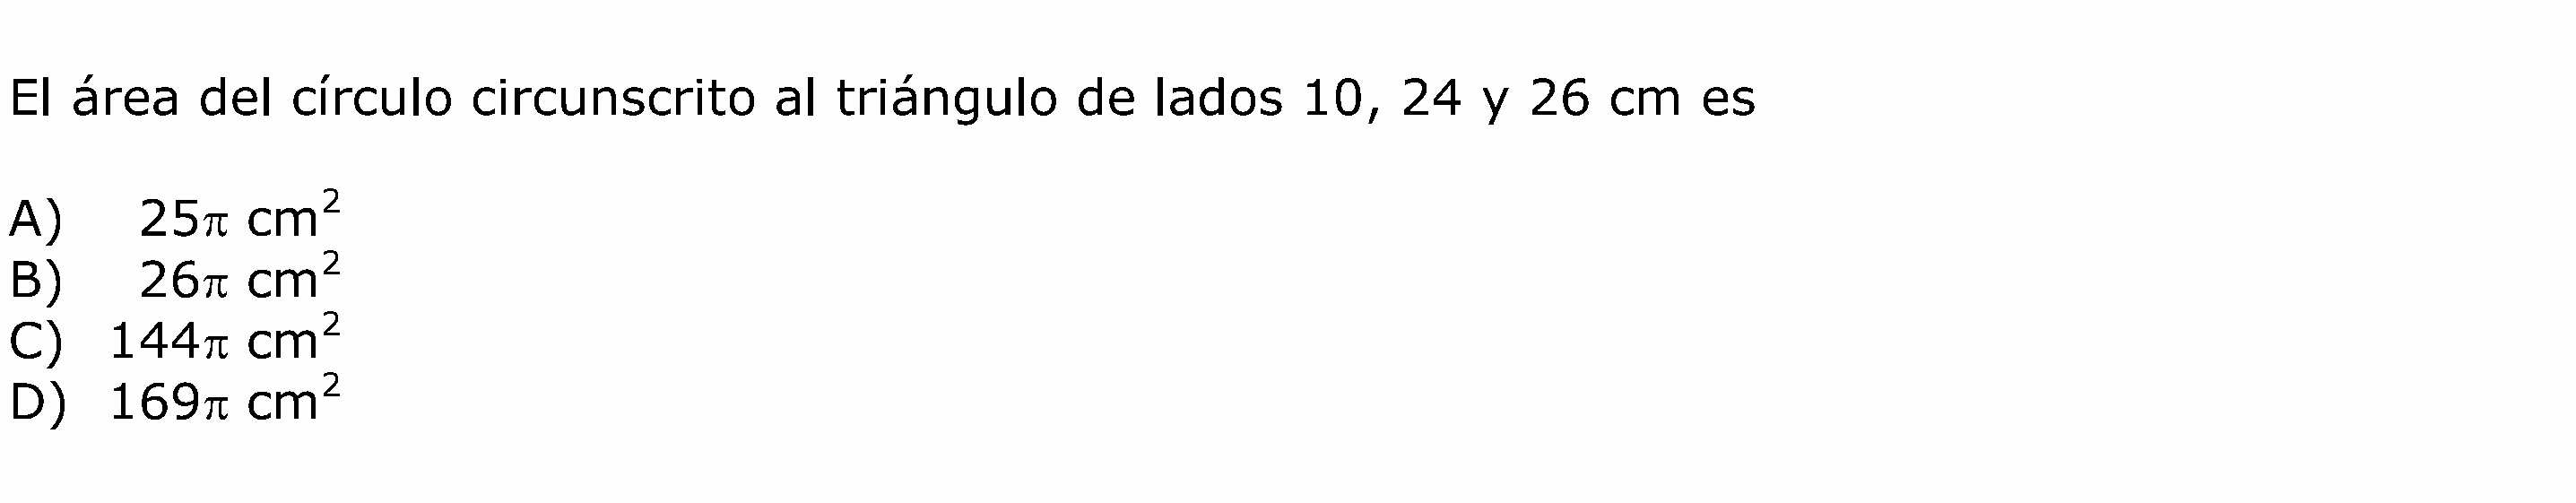 El área del círculo circunscrito al triángulo de lados 10, 24 y 26 cm es
A) 25π cm²
B) 26π cm²
C) 144π cm²
D) 169π cm²